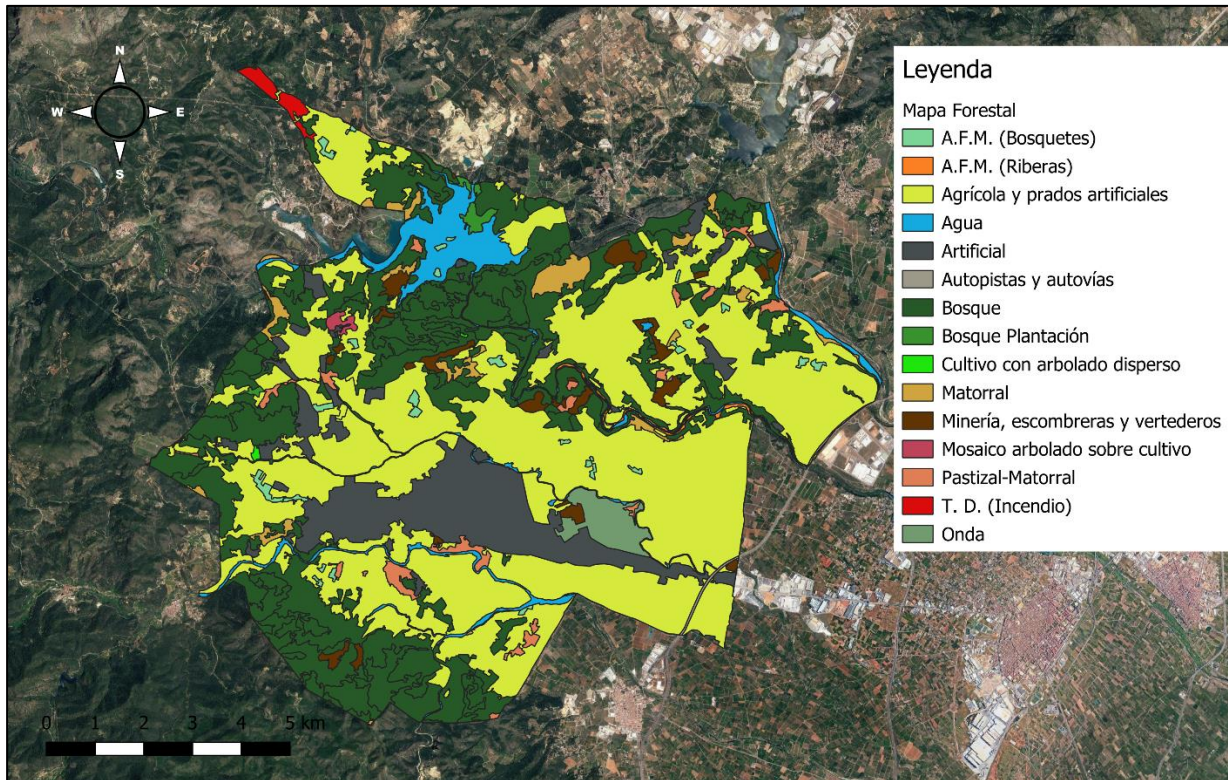 N
W E
S
Leyenda
Mapa Forestal
A.F.M. (Bosquetes)
A.F.M. (Riberas)
Agrícola y prados artificiales
Agua
Artificial
Autopistas y autovías
Bosque
Bosque Plantación
Cultivo con arbolado disperso
Matorral
Minería, escombreras y vertederos
Mosaico arbolado sobre cultivo
Pastizal-Matorral
T. D. (Incendio)
Onda
0 1 2 3 4 5 km